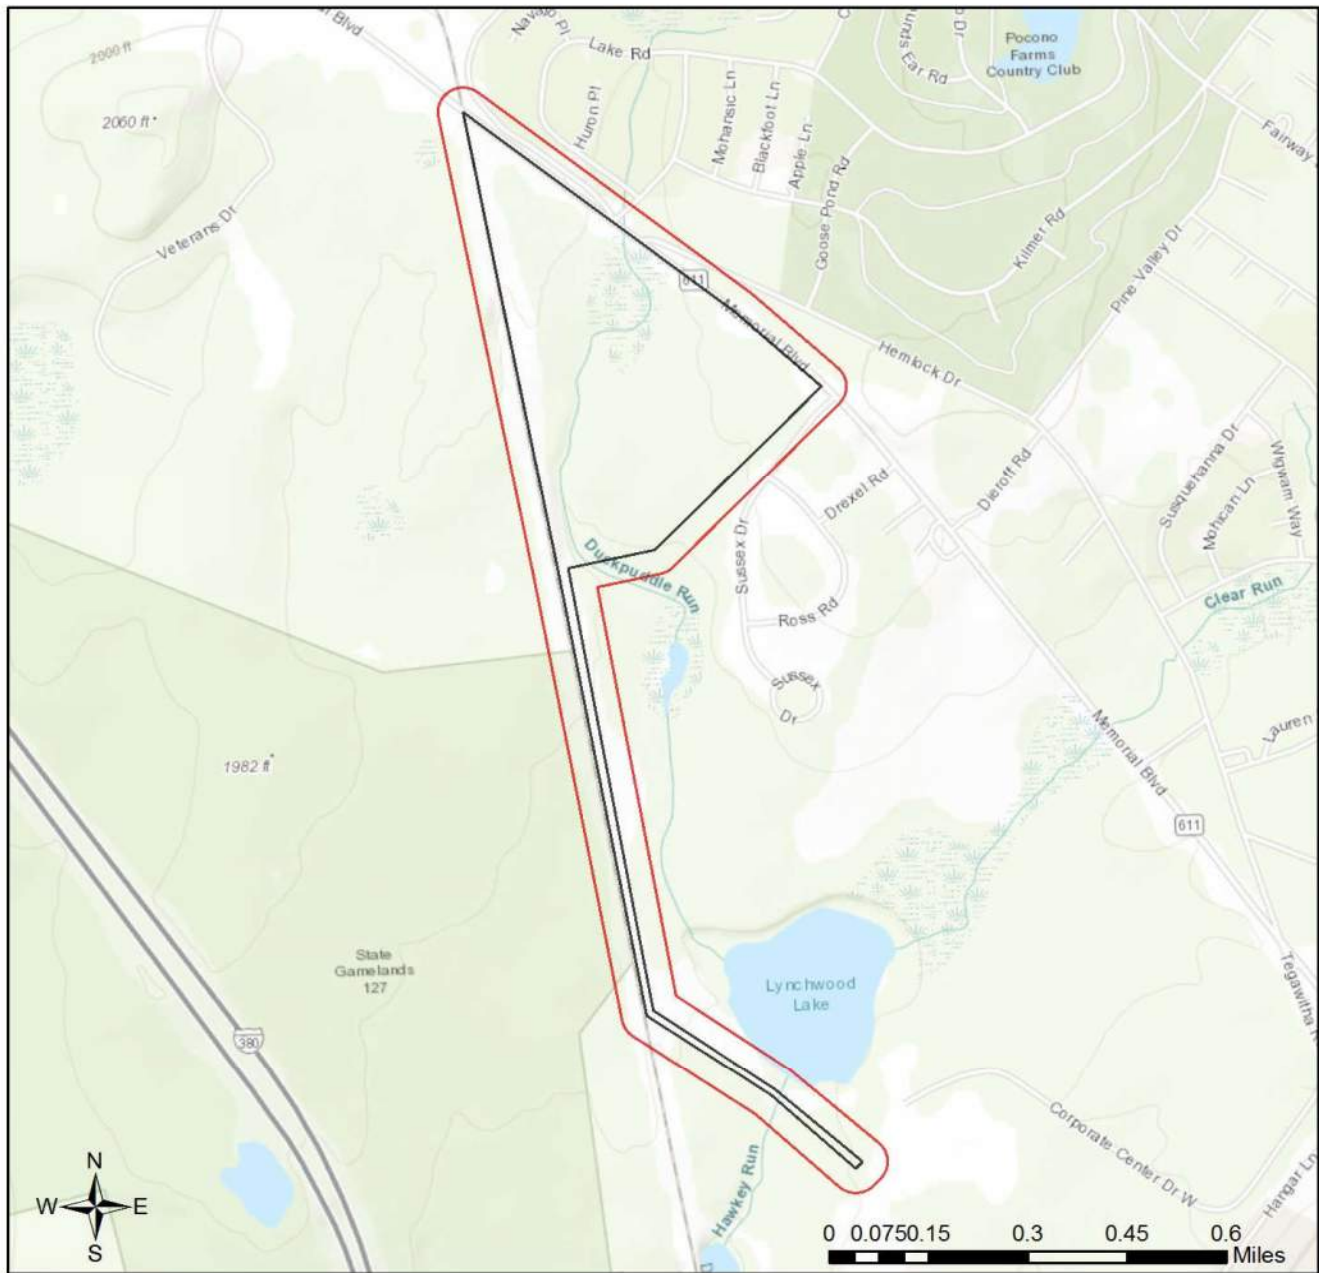 Navajo Pl
Blvd
2000 ft
Lake Rd
Ear Rd
Pocono
Farms
Country Club
2060 ft
Huron Pl
Mohansic Ln
Blackfoot Ln
Apple Ln
Fairway
Goose Pond Rd
Kilmer Rd
Veterans Dr
Pine Valley Dr
611
Memorial Blvd
Hemlock Dr
Drexel Rd
Dieroff Rd
Susquehanna Dr
Mohican Ln
Wigwam Way
Duckpuddle Run
Sussex Dr
Ross Rd
Clear Run
Sussex
Dr
Memorial Blvd
Lauren
1982 ft
611
State
Gamelands
127
Lynchwood
Lake
Tegawitha
380
Corporate Center Dr W
Hangar Ln
Hawkey Run
N
W
E
S
0 0.075 0.15 0.3 0.45 0.6
Miles